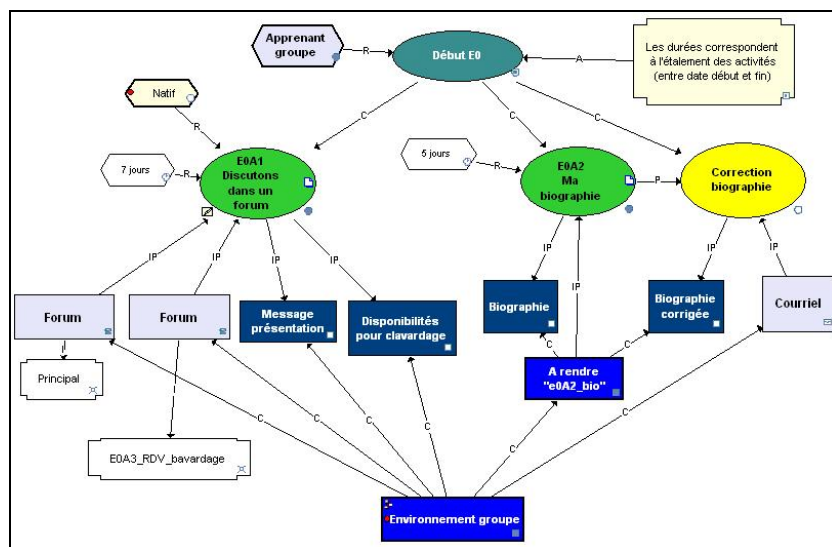 Apprenant
groupe
R
Début E0
A
Les durées correspondent
à l'étalement des activités
(entre date début et fin)
Natif
R
C
C
C
7 jours
R
E0A1
Discutons
dans un
forum
5 jours
R
E0A2
Ma
biographie
P
Correction
biographie
IP
IP
IP
IP
IP
IP
IP
IP
Forum
Forum
Message
présentation
Disponibilités
pour clavardage
Biographie
Biographie
corrigée
Courriel
I
Principal
C
C
A rendre
"e0A2_bio"
E0A3_RDV_bavardage
C
C
C
C
C
C
Environnement groupe